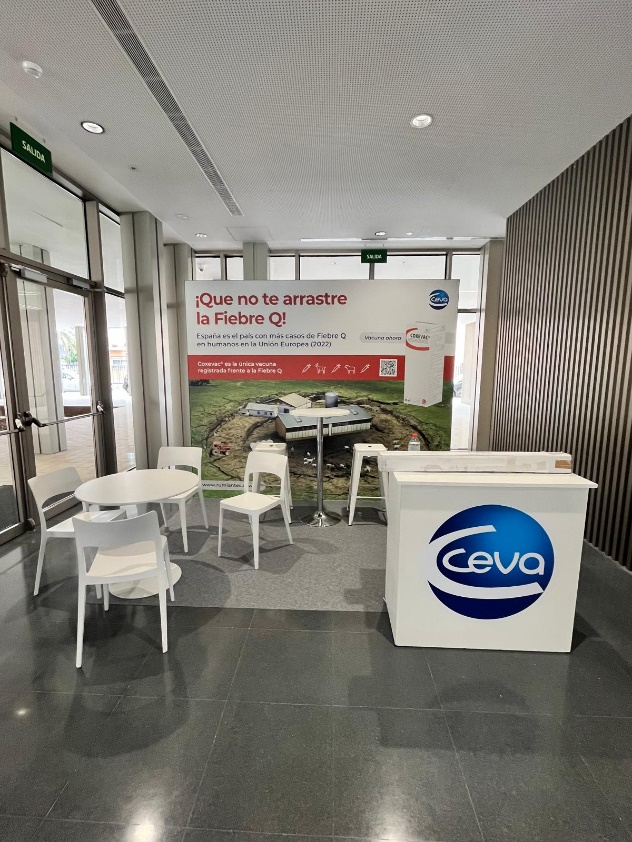 SALIDA
SALIDA
¡Que no te arrastre
la Fiebre Q!
ceva
España es el país con más casos de Fiebre Q
en humanos en la Unión Europea (2022)
Vacuna ahora
COXEVAC
Coxevac® es la única vacuna
registrada frente a la Fiebre Q
ceva